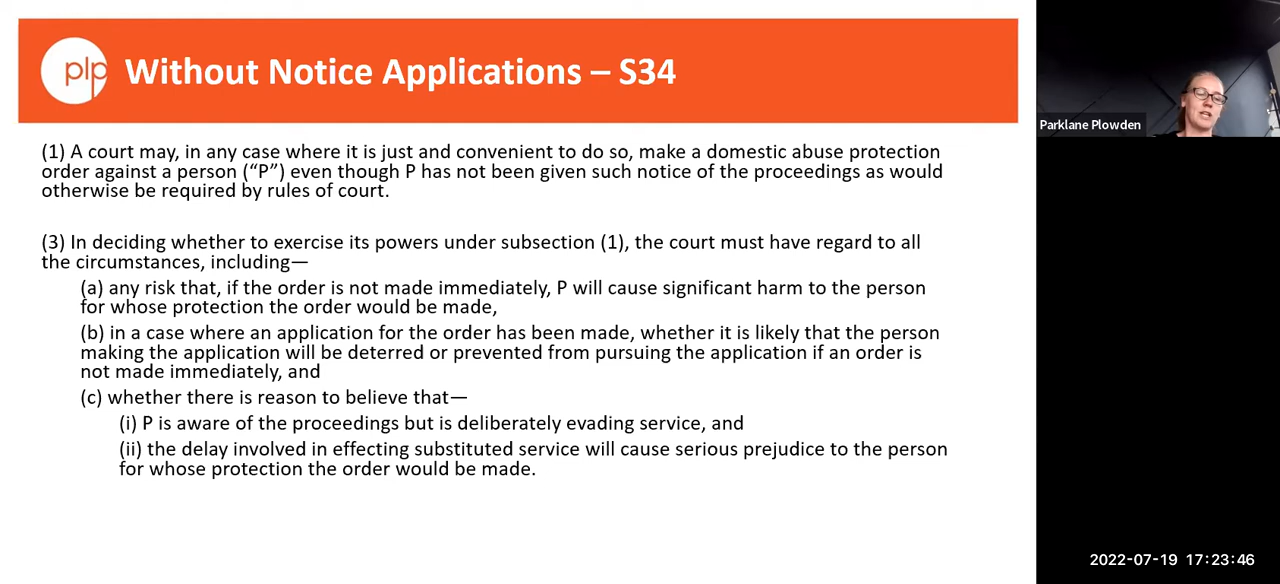 plp
Without Notice Applications – S34
Parklane Plowden
(1) A court may, in any case where it is just and convenient to do so, make a domestic abuse protection
order against a person (“P”) even though P has not been given such notice of the proceedings as would
otherwise be required by rules of court.
(3) In deciding whether to exercise its powers under subsection (1), the court must have regard to all
the circumstances, including—
(a) any risk that, if the order is not made immediately, P will cause significant harm to the person
for whose protection the order would be made,
(b) in a case where an application for the order has been made, whether it is likely that the person
making the application will be deterred or prevented from pursuing the application if an order is
not made immediately, and
(c) whether there is reason to believe that—
(i) P is aware of the proceedings but is deliberately evading service, and
(ii) the delay involved in effecting substituted service will cause serious prejudice to the person
for whose protection the order would be made.
2022-07-19 17:23:46